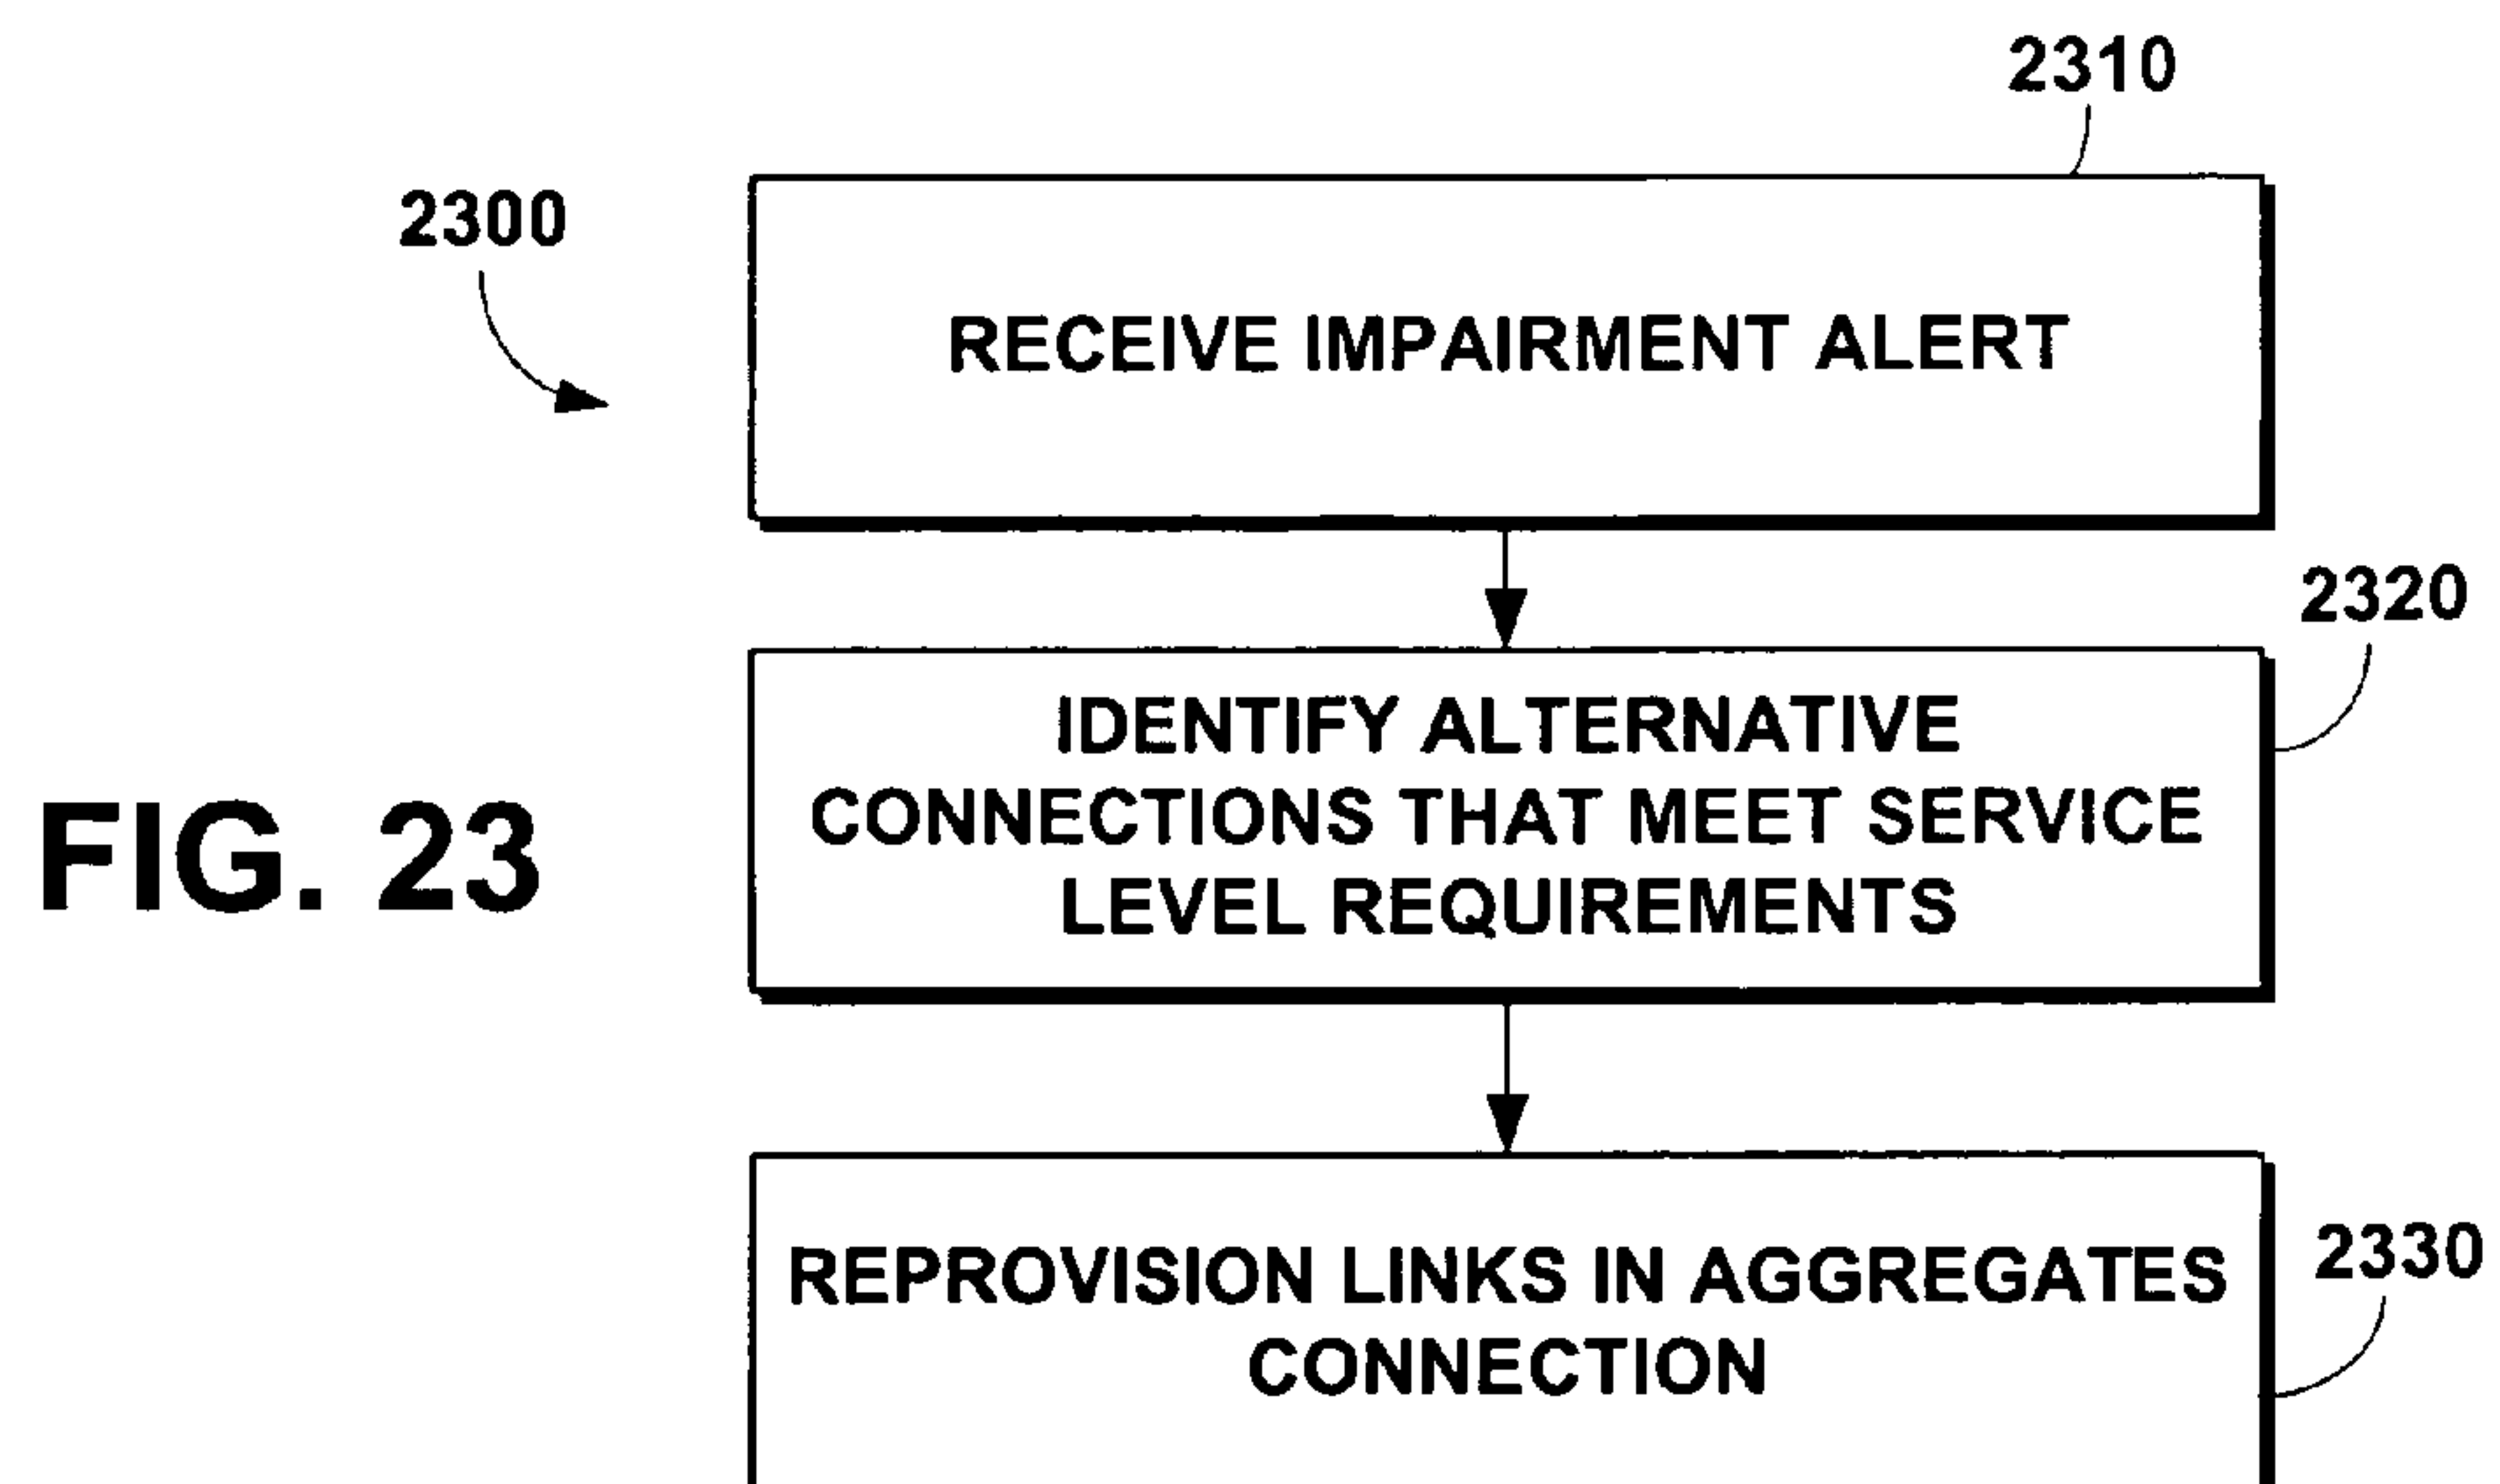 2310
2300
RECEIVE IMPAIRMENT ALERT
2320
IDENTIFY ALTERNATIVE
CONNECTIONS THAT MEET SERVICE
LEVEL REQUIREMENTS
FIG. 23
2330
REPROVISION LINKS IN AGGREGATES
CONNECTION